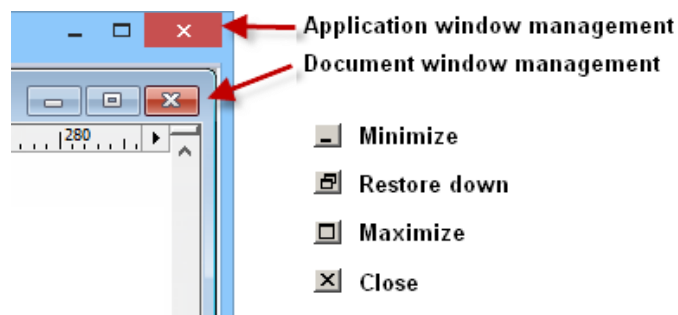 Application window management
Document window management
280
Minimize
Restore down
Maximize
Close